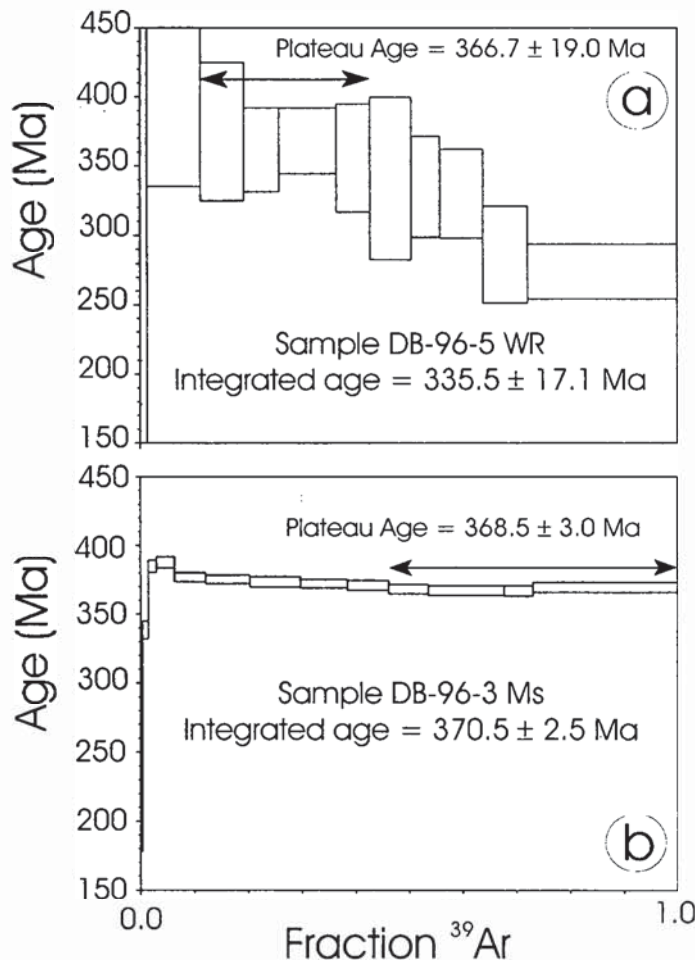 450
Plateau Age = 366.7 ± 19.0 Ma
400
a
350
300
250
200
150
Age (Ma)
Sample DB-96-5 WR
Integrated age = 335.5 ± 17.1 Ma
450
Plateau Age = 368.5 ± 3.0 Ma
400
350
300
250
200
150
Age (Ma)
Sample DB-96-3 Ms
Integrated age = 370.5 ± 2.5 Ma
b
0.0
1.0
Fraction ³⁹Ar